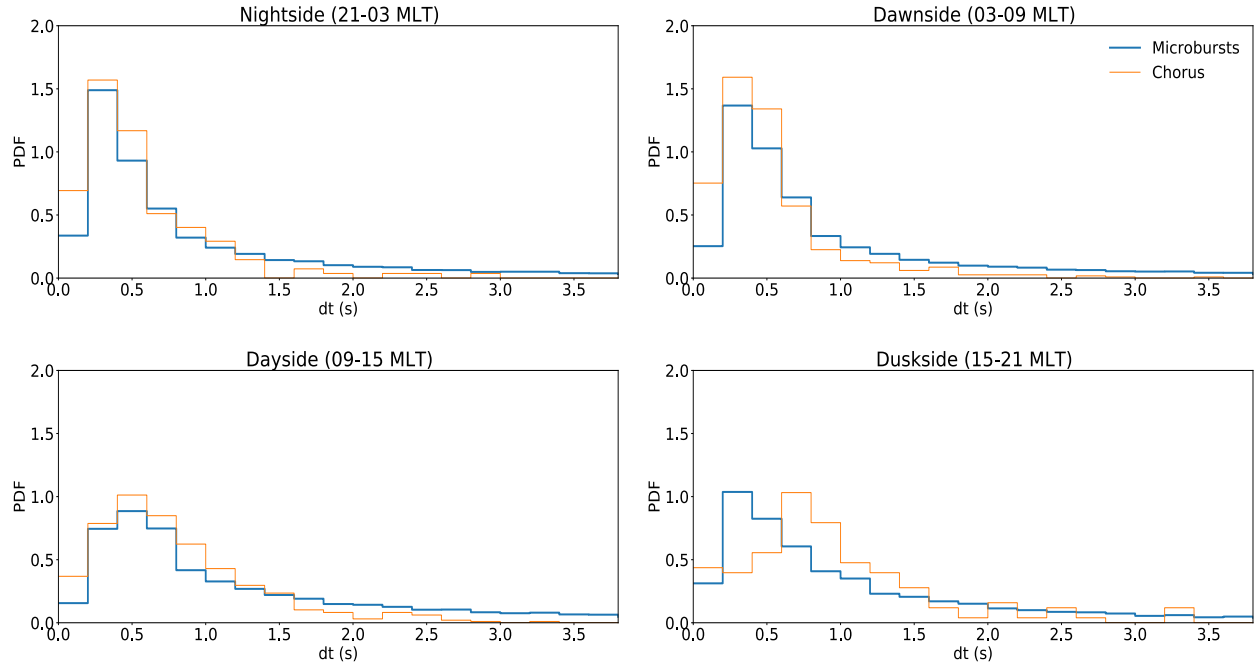 Nightside (21-03 MLT)
2.0
1.5
1.0
0.5
0.0
PDF
0.0 0.5 1.0 1.5 2.0 2.5 3.0 3.5
dt (s)
Dawnside (03-09 MLT)
Microbursts
Chorus
2.0
1.5
1.0
0.5
0.0
PDF
0.0 0.5 1.0 1.5 2.0 2.5 3.0 3.5
dt (s)
Dayside (09-15 MLT)
2.0
1.5
1.0
0.5
0.0
PDF
0.0 0.5 1.0 1.5 2.0 2.5 3.0 3.5
dt (s)
Duskside (15-21 MLT)
2.0
1.5
1.0
0.5
0.0
PDF
0.0 0.5 1.0 1.5 2.0 2.5 3.0 3.5
dt (s)